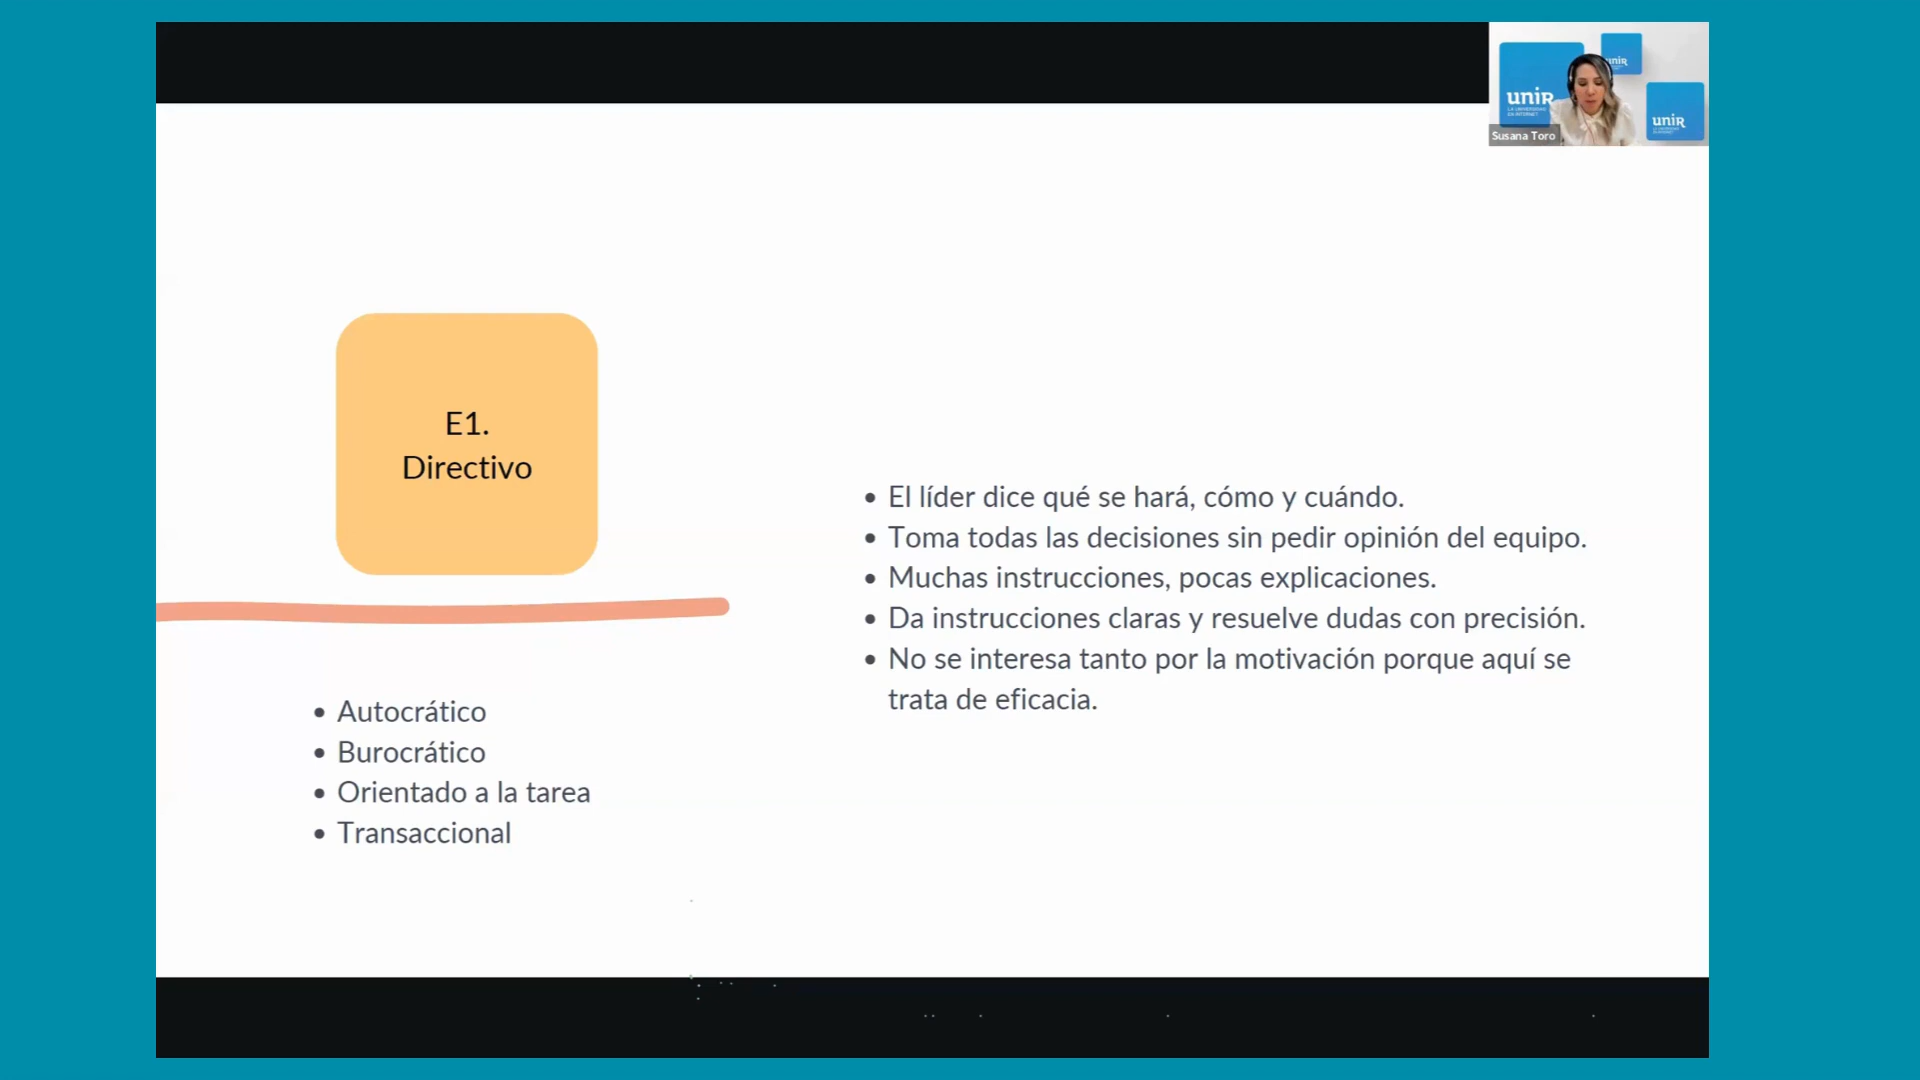 unir
LA UNIVERSIDAD
EN INTERNET
unir
unir
Susana Toro
E1.
Directivo
• El líder dice qué se hará, cómo y cuándo.
• Toma todas las decisiones sin pedir opinión del equipo.
• Muchas instrucciones, pocas explicaciones.
• Da instrucciones claras y resuelve dudas con precisión.
• No se interesa tanto por la motivación porque aquí se
trata de eficacia.
• Autocrático
• Burocrático
• Orientado a la tarea
• Transaccional